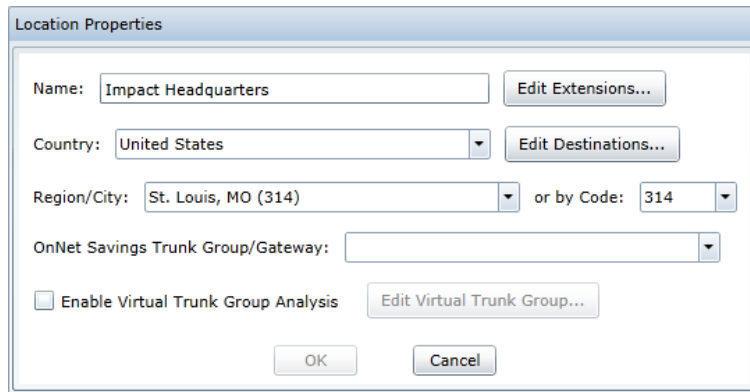 Location Properties
Name: Impact Headquarters Edit Extensions...
Country: United States Edit Destinations...
Region/City: St. Louis, MO (314) or by Code: 314
OnNet Savings Trunk Group/Gateway:
Enable Virtual Trunk Group Analysis Edit Virtual Trunk Group...
OK Cancel